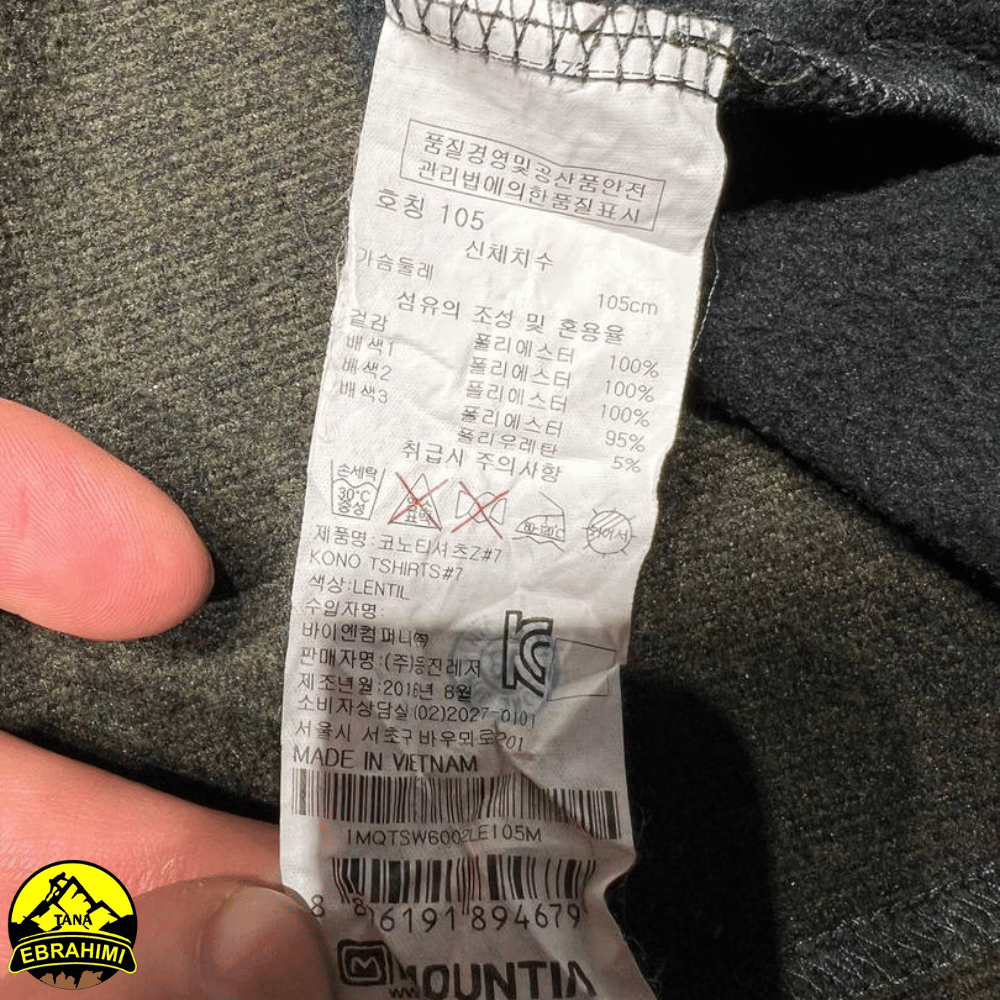 품질경영및공산품안전
관리법에의한품질표시
호칭 105
신체치수
가슴둘레 105cm
섬유의 조성 및 혼용율
겉감 폴리에스터 100%
배색1 폴리에스터 100%
배색2 폴리에스터 100%
배색3 폴리에스터 95%
폴리우레탄 5%
취급시 주의사항
손세탁
30°C
중성
80-120°C
제품명:코노티셔츠Z#7
KONO TSHIRTS#7
색상:LENTIL
수입자명:
바이엔컴퍼니㈜
판매자명:(주)동진레저
제조년월:2016년 8월
소비자상담실(02)2027-0101
서울시 서초구 바우뫼로201
MADE IN VIETNAM
1MQTSW6002LE105M
8 8 6191 894679
MOUNTIA
www
TANA
EBRAHIMI